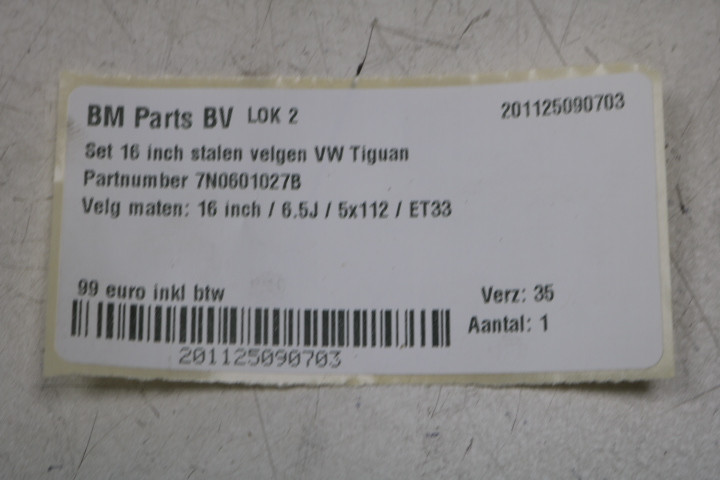 BM Parts BV LOK 2 201125090703
Set 16 inch stalen velgen VW Tiguan
Partnumber 7N0601027B
Velg maten: 16 inch / 6.5J / 5x112 / ET33
99 euro inkl btw Verz: 35
Aantal: 1
201125090703